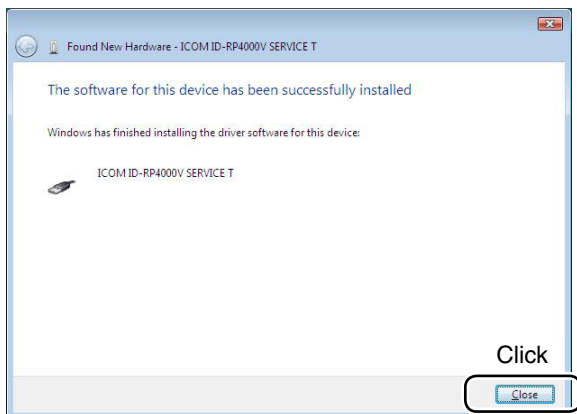 Found New Hardware - ICOM ID-RP4000V SERVICE T
The software for this device has been successfully installed
Windows has finished installing the driver software for this device:
ICOM ID-RP4000V SERVICE T
Click
Close